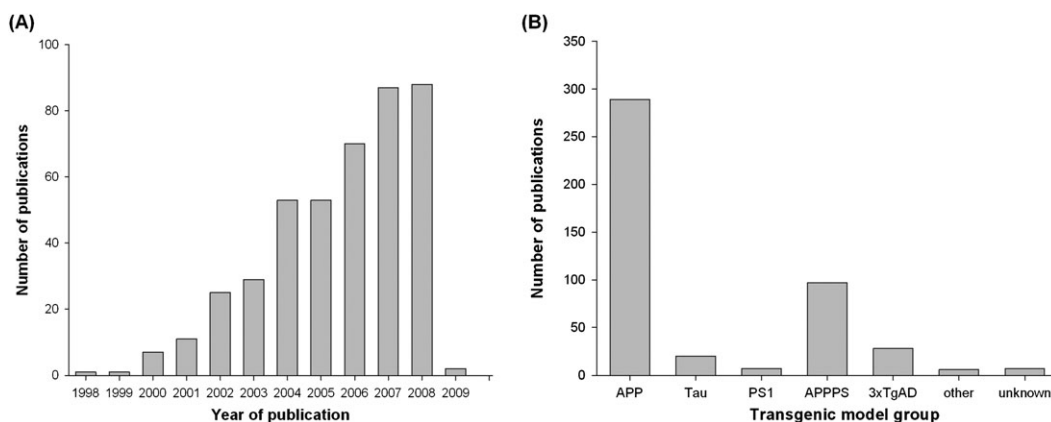 (A)
Number of publications
100
80
60
40
20
0
1998 1999 2000 2001 2002 2003 2004 2005 2006 2007 2008 2009
Year of publication
(B)
Number of publications
350
300
250
200
150
100
50
0
APP Tau PS1 APPPS 3xTgAD other unknown
Transgenic model group